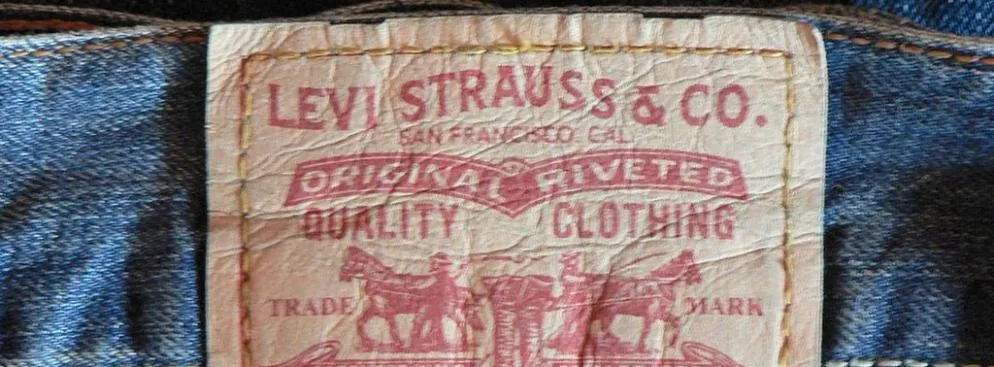 LEVI STRAUSS & CO.
SAN FRANCISCO CAL.
ORIGINAL RIVETED
QUALITY CLOTHING
TRADE MARK